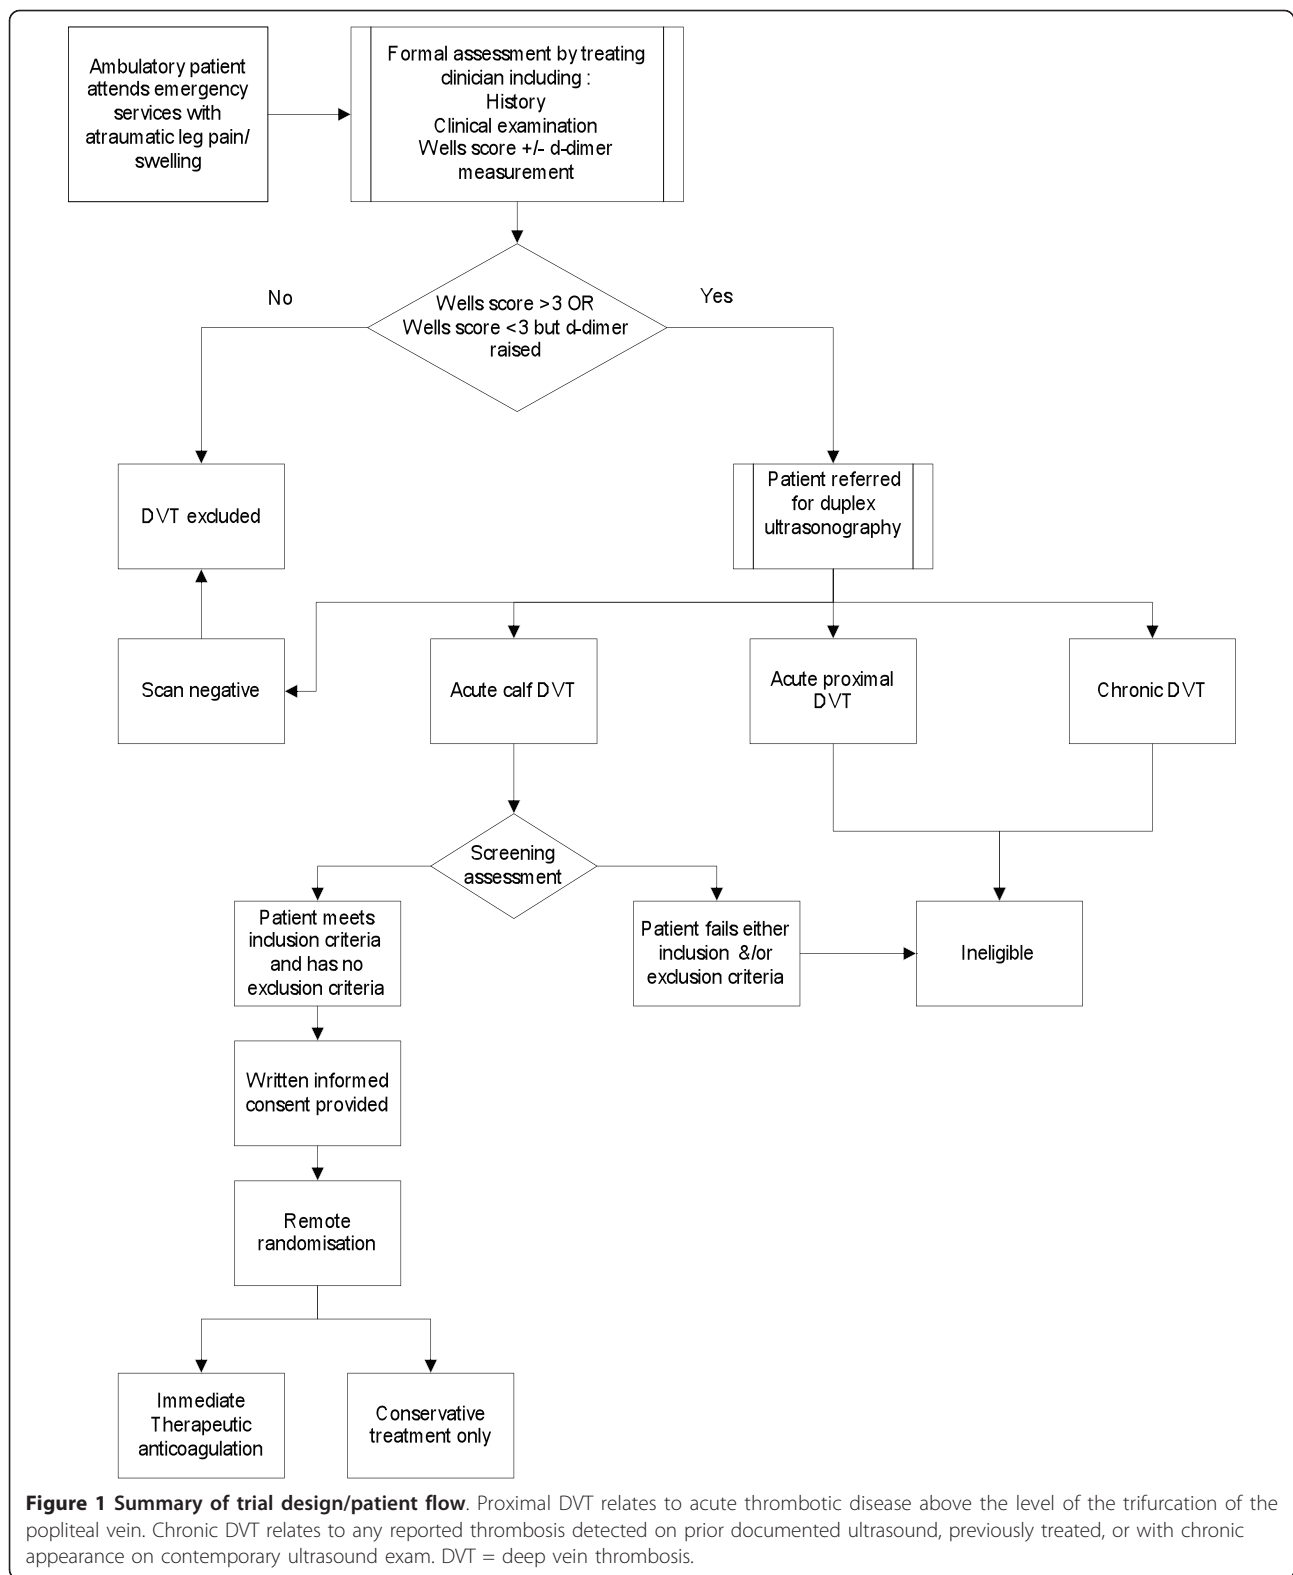 Ambulatory patient
attends emergency
services with
atraumatic leg pain/
swelling
Formal assessment by treating
clinician including :
History
Clinical examination
Wells score +/- d-dimer
measurement
No
Wells score >3 OR
Wells score <3 but d-dimer
raised
Yes
DVT excluded
Patient referred
for duplex
ultrasonography
Scan negative
Acute calf DVT
Acute proximal
DVT
Chronic DVT
Screening
assessment
Patient meets
inclusion criteria
and has no
exclusion criteria
Patient fails either
inclusion &/or
exclusion criteria
Ineligible
Written informed
consent provided
Remote
randomisation
Immediate
Therapeutic
anticoagulation
Conservative
treatment only
Figure 1 Summary of trial design/patient flow. Proximal DVT relates to acute thrombotic disease above the level of the trifurcation of the
popliteal vein. Chronic DVT relates to any reported thrombosis detected on prior documented ultrasound, previously treated, or with chronic
appearance on contemporary ultrasound exam. DVT = deep vein thrombosis.